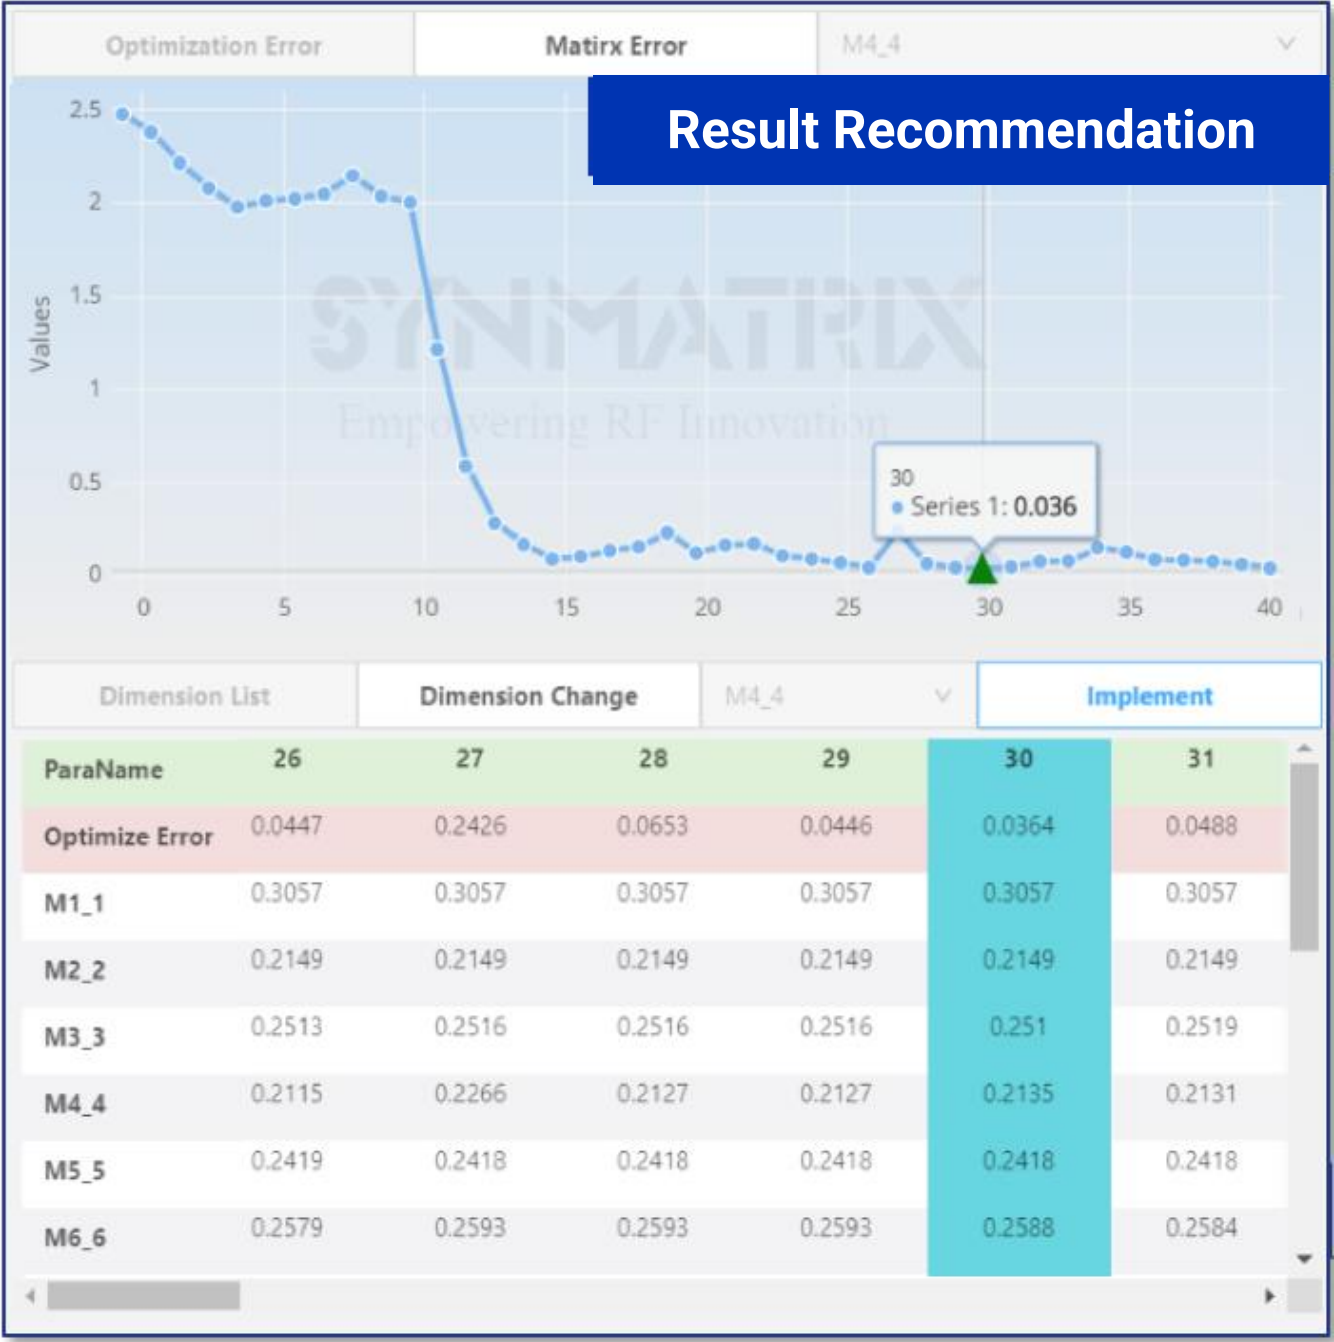 Optimization Error Matirx Error M4_4
Result Recommendation
2.5
2
1.5
1
0.5
0
Values
SYNMATRIX
Empowering RF Innovation
30
Series 1: 0.036
0 5 10 15 20 25 30 35 40
Dimension List Dimension Change M4_4 Implement
ParaName 26 27 28 29 30 31
Optimize Error 0.0447 0.2426 0.0653 0.0446 0.0364 0.0488
M1_1 0.3057 0.3057 0.3057 0.3057 0.3057 0.3057
M2_2 0.2149 0.2149 0.2149 0.2149 0.2149 0.2149
M3_3 0.2513 0.2516 0.2516 0.2516 0.251 0.2519
M4_4 0.2115 0.2266 0.2127 0.2127 0.2135 0.2131
M5_5 0.2419 0.2418 0.2418 0.2418 0.2418 0.2418
M6_6 0.2579 0.2593 0.2593 0.2593 0.2588 0.2584